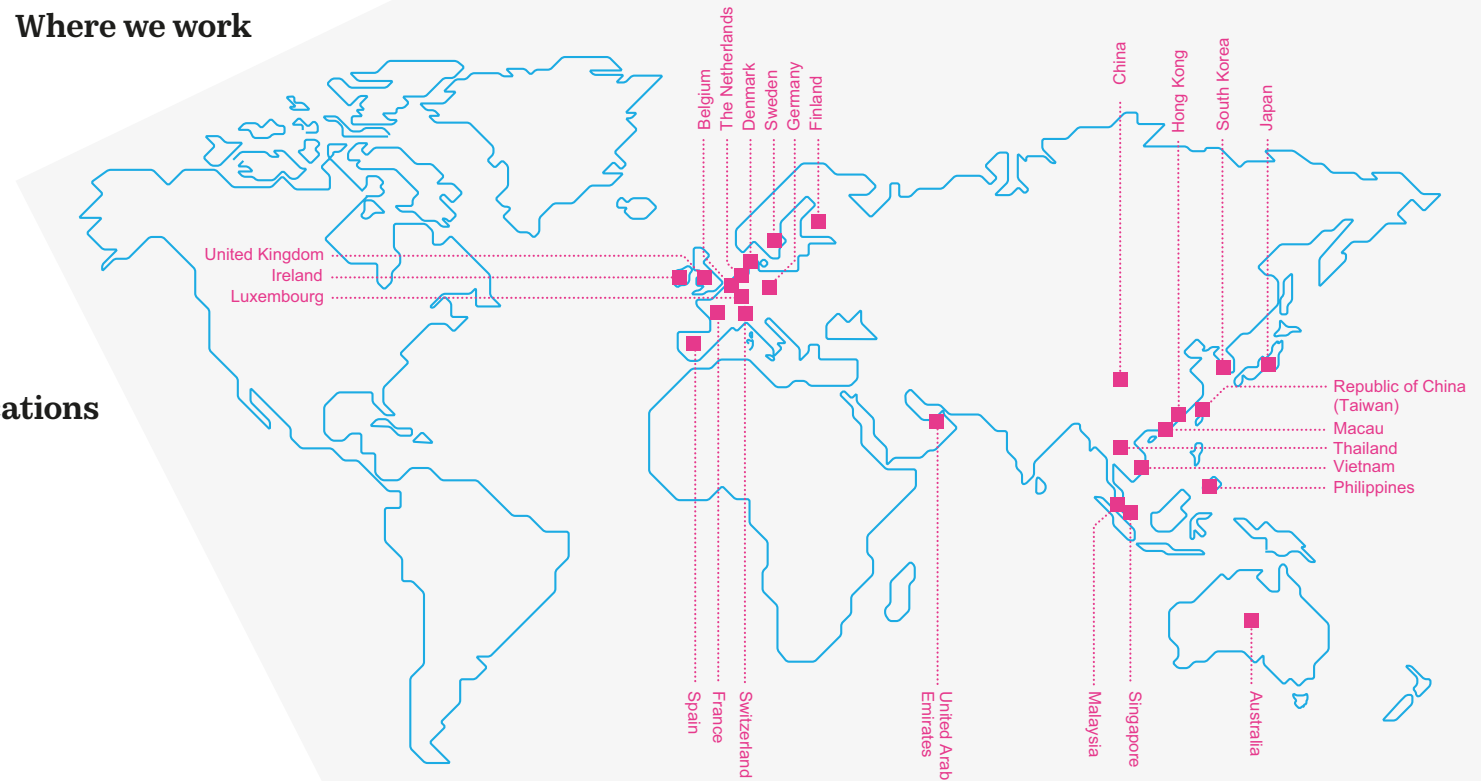 Where we work
Belgium
The Netherlands
Denmark
Sweden
Germany
Finland
China
Hong Kong
South Korea
Japan
United Kingdom
Ireland
Luxembourg
ations
Republic of China
(Taiwan)
Macau
Thailand
Vietnam
Philippines
Spain
France
Switzerland
United Arab
Emirates
Malaysia
Singapore
Australia